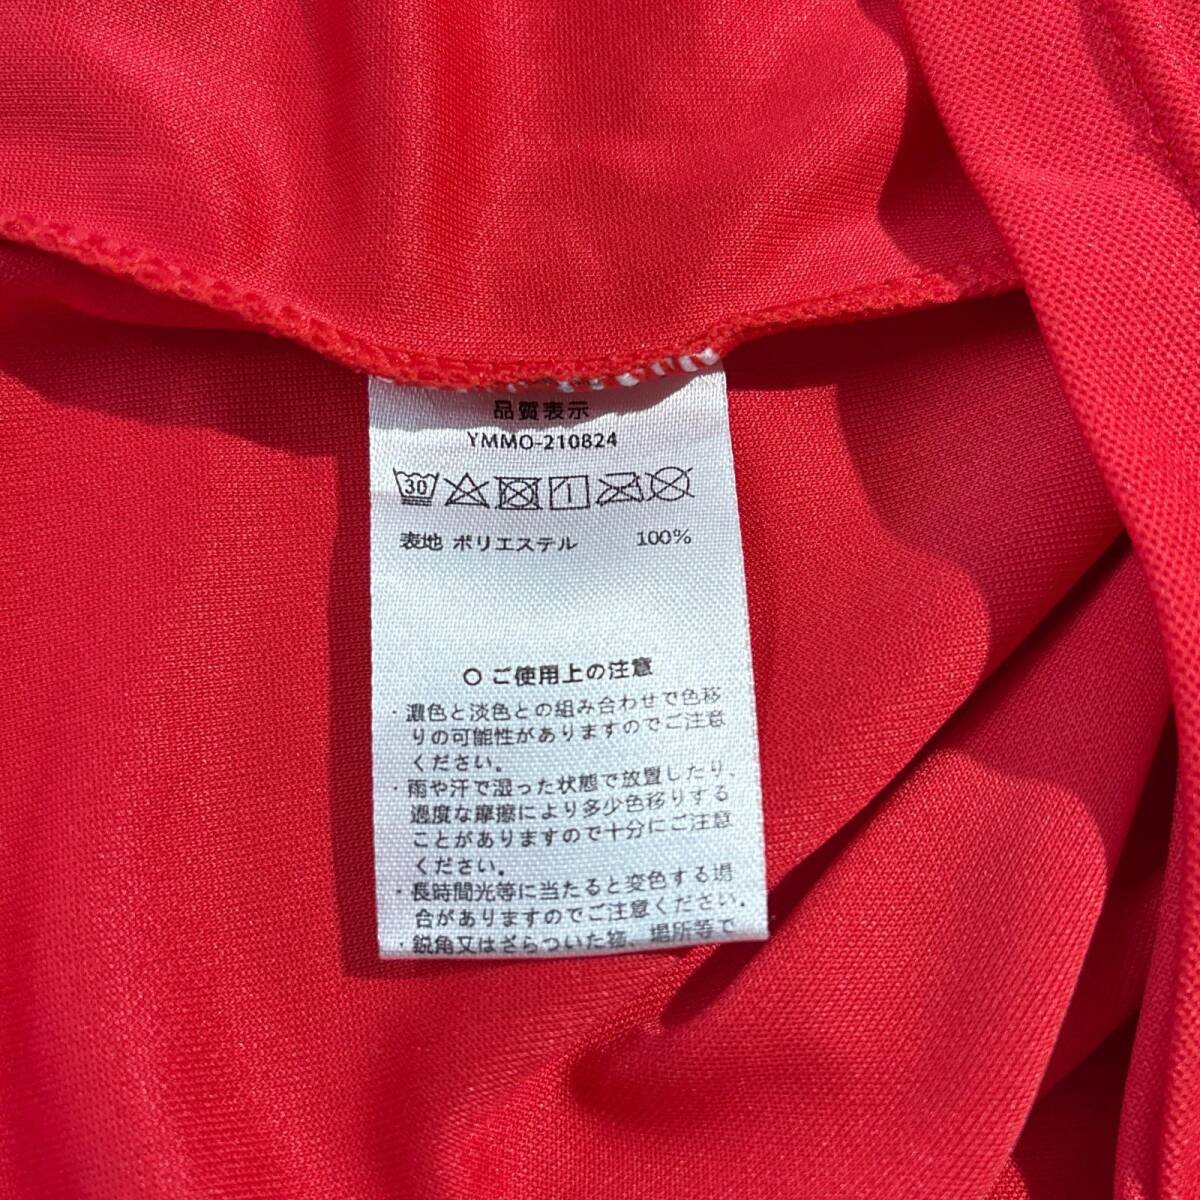 品質表示
YMMO-210824
30
表地 ポリエステル 100%
○ ご使用上の注意
・濃色と淡色との組み合わせで色移
りの可能性がありますのでご注意
ください。
・雨や汗で湿った状態で放置したり、
過度な摩擦により多少色移りする
ことがありますので十分にご注意
ください。
・長時間光等に当たると変色する場
合がありますのでご注意ください。
・鋭角又はざらついた 場所等で